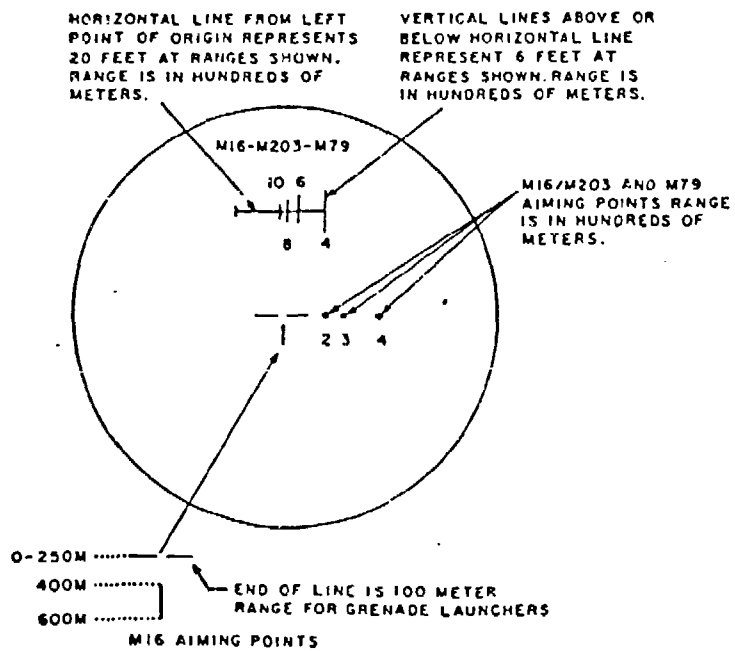 HORIZONTAL LINE FROM LEFT
POINT OF ORIGIN REPRESENTS
20 FEET AT RANGES SHOWN.
RANGE IS IN HUNDREDS OF
METERS.
VERTICAL LINES ABOVE OR
BELOW HORIZONTAL LINE
REPRESENT 6 FEET AT
RANGES SHOWN. RANGE IS
IN HUNDREDS OF METERS.
M16-M203-M79
10 6
8 4
M16/M203 AND M79
AIMING POINTS RANGE
IS IN HUNDREDS OF
METERS.
2 3 4
0-250M
400M
600M
END OF LINE IS 100 METER
RANGE FOR GRENADE LAUNCHERS
M16 AIMING POINTS